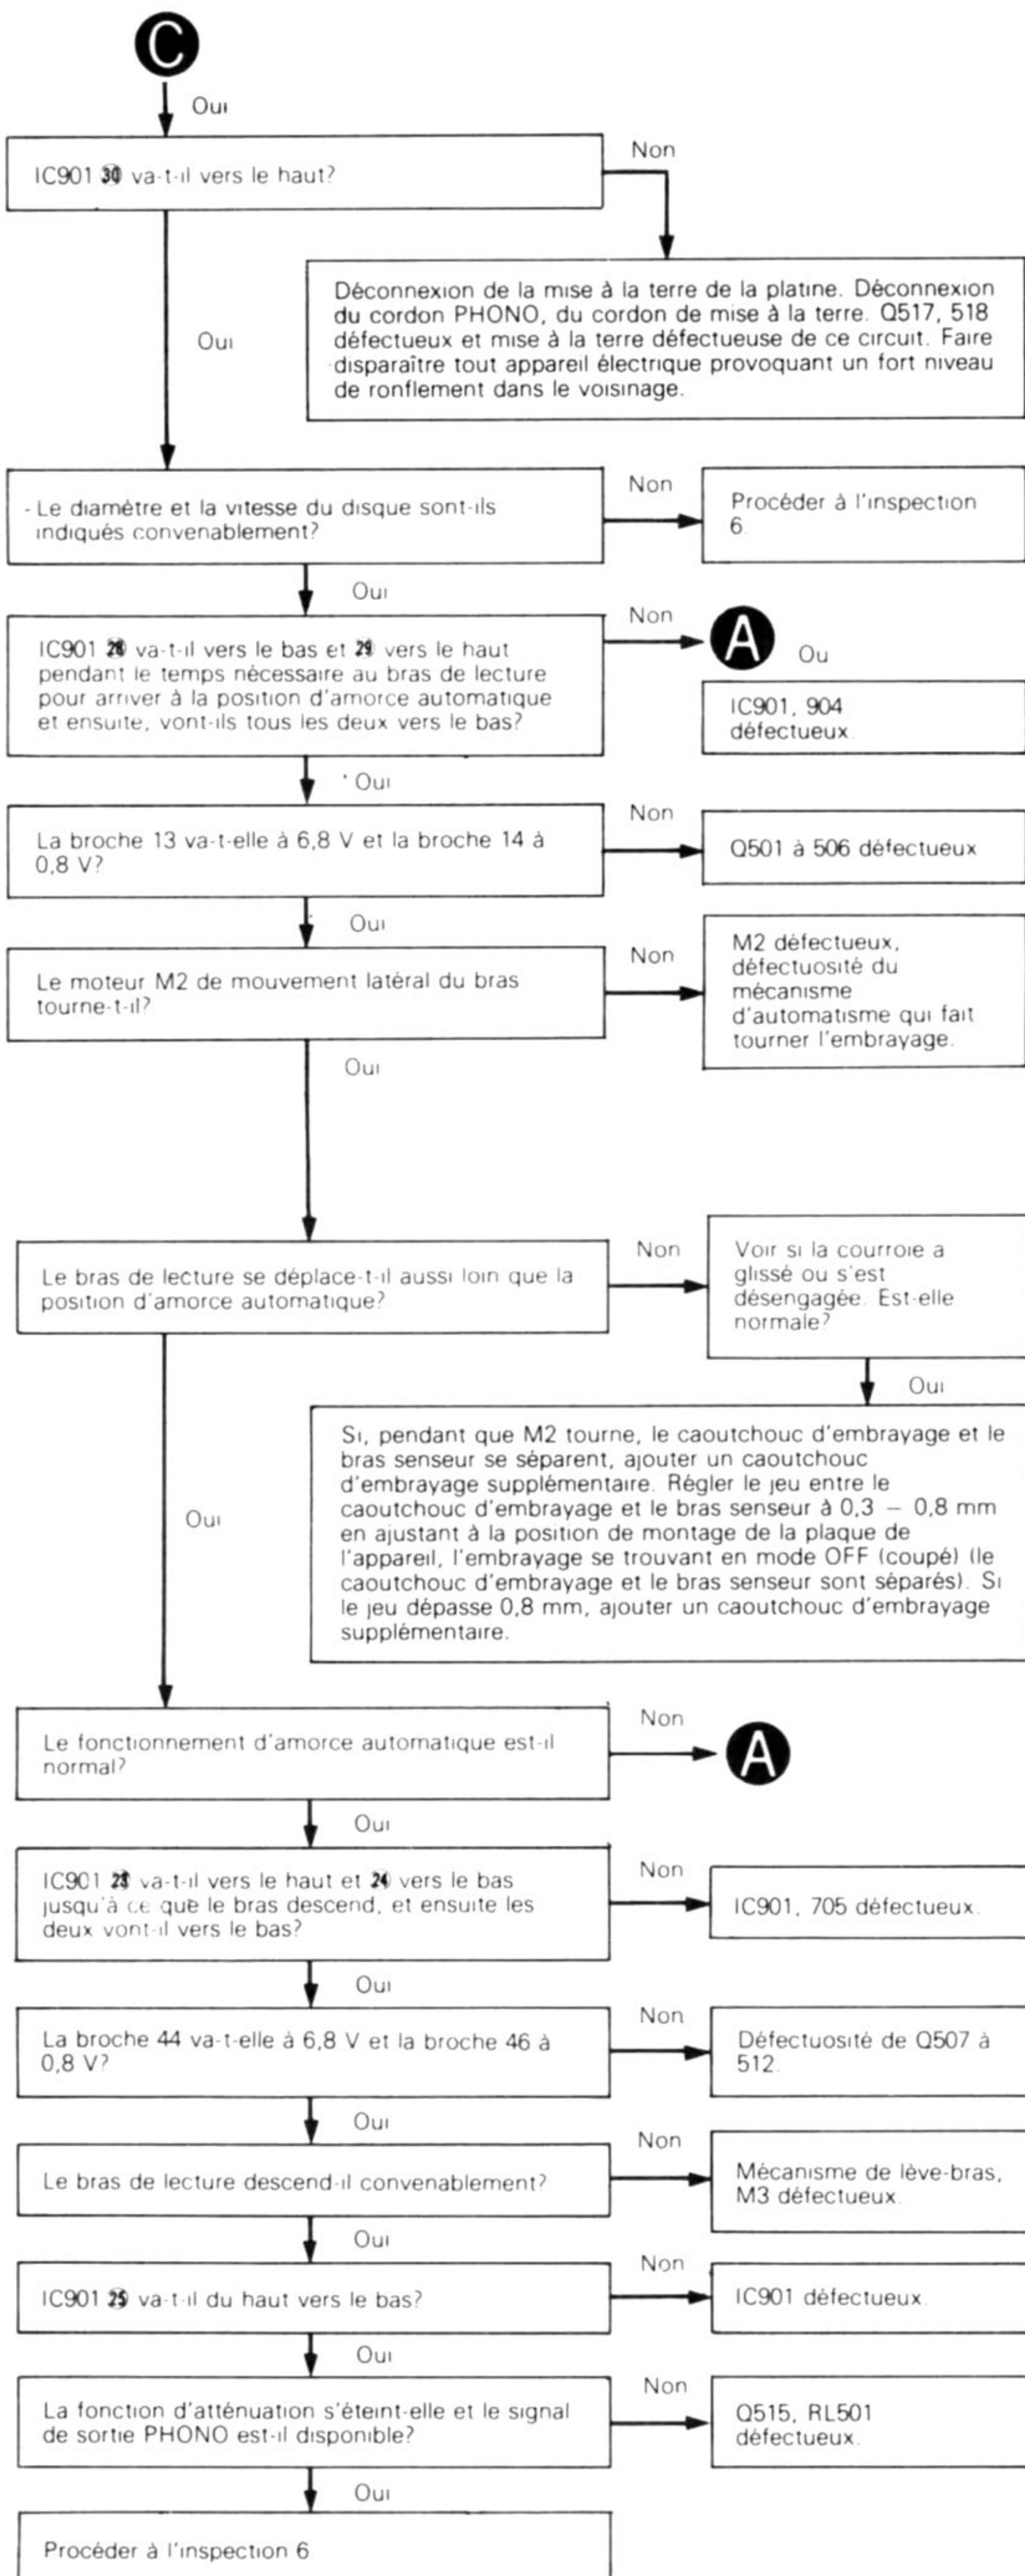 C
Oui
IC901 30 va-t-il vers le haut?
Non
Déconnexion de la mise à la terre de la platine. Déconnexion
du cordon PHONO, du cordon de mise à la terre. Q517, 518
défectueux et mise à la terre défectueuse de ce circuit. Faire
disparaître tout appareil électrique provoquant un fort niveau
de ronflement dans le voisinage.
Oui
- Le diamètre et la vitesse du disque sont-ils
indiqués convenablement?
Non
Procéder à l'inspection
6.
Oui
IC901 28 va-t-il vers le bas et 29 vers le haut
pendant le temps nécessaire au bras de lecture
pour arriver à la position d'amorce automatique
et ensuite, vont-ils tous les deux vers le bas?
Non
A
Ou
IC901, 904
défectueux.
Oui
La broche 13 va-t-elle à 6,8 V et la broche 14 à
0,8 V?
Non
Q501 à 506 défectueux
Oui
Le moteur M2 de mouvement latéral du bras
tourne-t-il?
Non
M2 défectueux,
défectuosité du
mécanisme
d'automatisme qui fait
tourner l'embrayage.
Oui
Le bras de lecture se déplace-t-il aussi loin que la
position d'amorce automatique?
Non
Voir si la courroie a
glissé ou s'est
désengagée. Est-elle
normale?
Oui
Si, pendant que M2 tourne, le caoutchouc d'embrayage et le
bras senseur se séparent, ajouter un caoutchouc
d'embrayage supplémentaire. Régler le jeu entre le
caoutchouc d'embrayage et le bras senseur à 0,3 – 0,8 mm
en ajustant à la position de montage de la plaque de
l'appareil, l'embrayage se trouvant en mode OFF (coupé) (le
caoutchouc d'embrayage et le bras senseur sont séparés). Si
le jeu dépasse 0,8 mm, ajouter un caoutchouc d'embrayage
supplémentaire.
Oui
Le fonctionnement d'amorce automatique est-il
normal?
Non
A
Oui
IC901 23 va-t-il vers le haut et 24 vers le bas
jusqu'à ce que le bras descend, et ensuite les
deux vont-il vers le bas?
Non
IC901, 705 défectueux.
Oui
La broche 44 va-t-elle à 6,8 V et la broche 46 à
0,8 V?
Non
Défectuosité de Q507 à
512.
Oui
Le bras de lecture descend-il convenablement?
Non
Mécanisme de lève-bras,
M3 défectueux.
Oui
IC901 25 va-t-il du haut vers le bas?
Non
IC901 défectueux.
Oui
La fonction d'atténuation s'éteint-elle et le signal
de sortie PHONO est-il disponible?
Non
Q515, RL501
défectueux.
Oui
Procéder à l'inspection 6